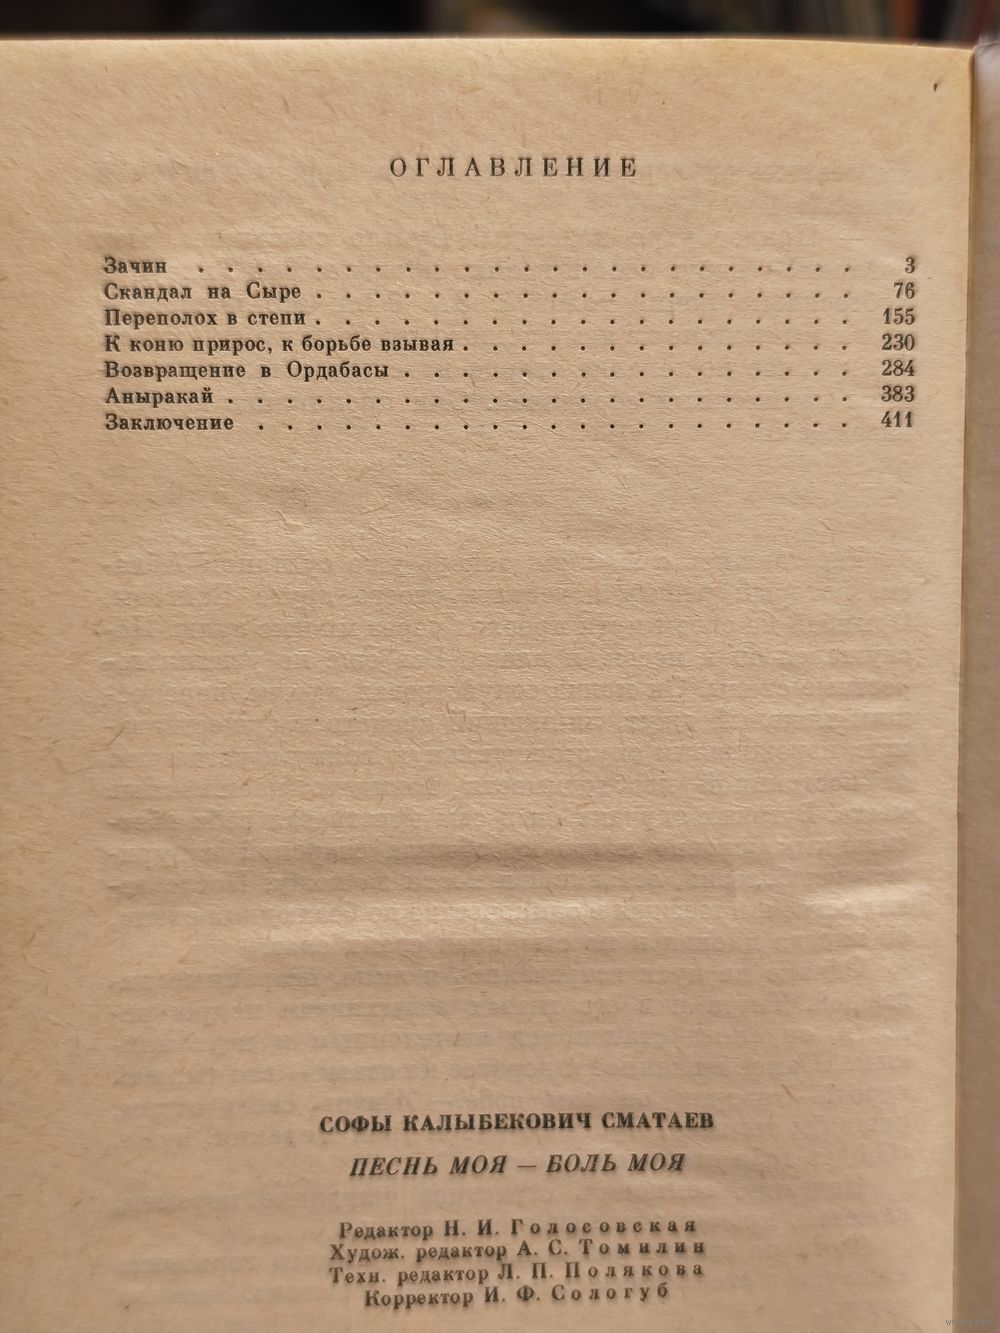 ОГЛАВЛЕНИЕ
Зачин . . . . . . . . . . . . . . . . . . . . . . . 3
Скандал на Сыре . . . . . . . . . . . . . . . . . . . 76
Переполох в степи . . . . . . . . . . . . . . . . . . . 155
К коню прирос, к борьбе взывая . . . . . . . . . . . . . . 230
Возвращение в Ордабасы . . . . . . . . . . . . . . . . 284
Аныракай . . . . . . . . . . . . . . . . . . . . . . 383
Заключение . . . . . . . . . . . . . . . . . . . . . 411
СОФЫ КАЛЫБЕКОВИЧ СМАТАЕВ
ПЕСНЬ МОЯ — БОЛЬ МОЯ
Редактор Н. И. Голосовская
Худож. редактор А. С. Томилин
Техн. редактор Л. П. Полякова
Корректор И. Ф. Сологуб